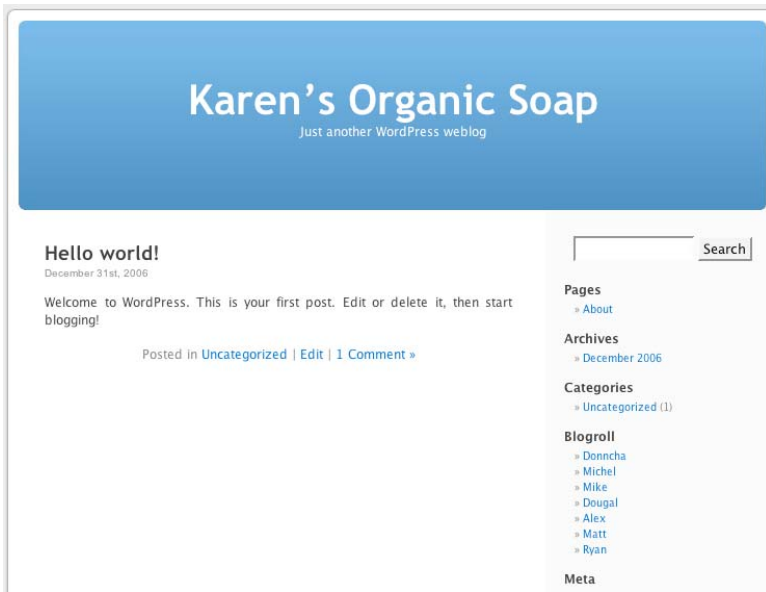 Karen's Organic Soap
Just another WordPress weblog
Hello world!
December 31st, 2006
Welcome to WordPress. This is your first post. Edit or delete it, then start
blogging!
Posted in Uncategorized | Edit | 1 Comment »
Search
Pages
» About
Archives
» December 2006
Categories
» Uncategorized (1)
Blogroll
» Donncha
» Michel
» Mike
» Dougal
» Alex
» Matt
» Ryan
Meta